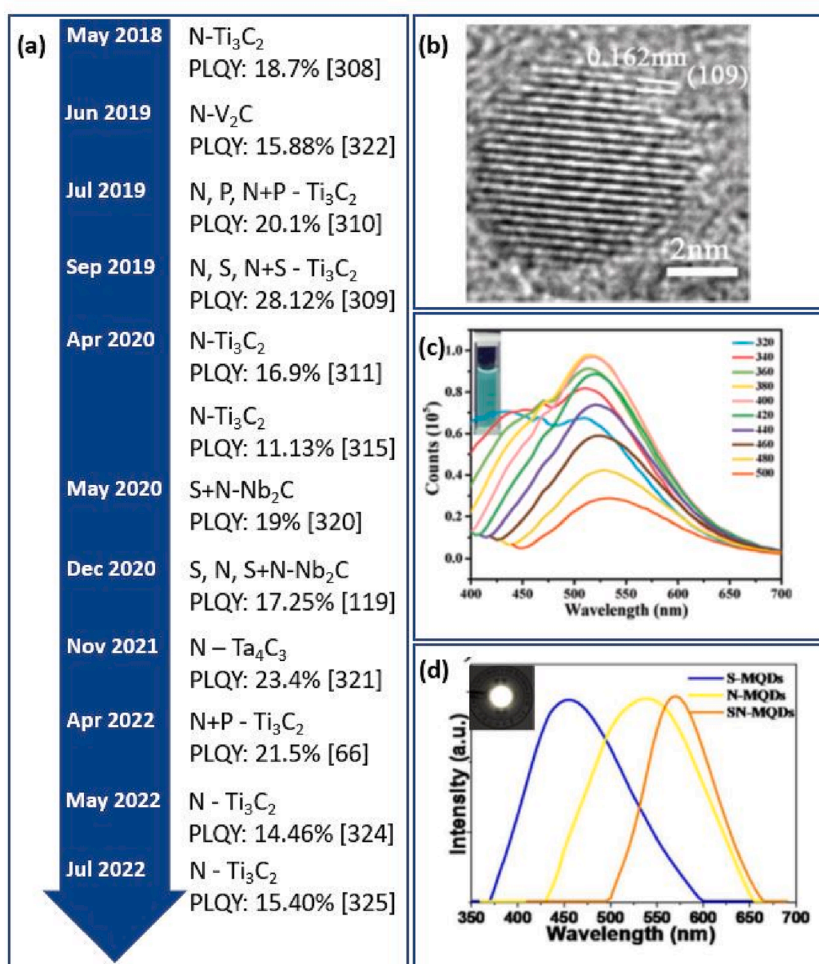 (a)
May 2018
N-Ti₃C₂
PLQY: 18.7% [308]
Jun 2019
N-V₂C
PLQY: 15.88% [322]
Jul 2019
N, P, N+P - Ti₃C₂
PLQY: 20.1% [310]
Sep 2019
N, S, N+S - Ti₃C₂
PLQY: 28.12% [309]
Apr 2020
N-Ti₃C₂
PLQY: 16.9% [311]
N-Ti₃C₂
PLQY: 11.13% [315]
May 2020
S+N-Nb₂C
PLQY: 19% [320]
Dec 2020
S, N, S+N-Nb₂C
PLQY: 17.25% [119]
Nov 2021
N – Ta₄C₃
PLQY: 23.4% [321]
Apr 2022
N+P - Ti₃C₂
PLQY: 21.5% [66]
May 2022
N - Ti₃C₂
PLQY: 14.46% [324]
Jul 2022
N - Ti₃C₂
PLQY: 15.40% [325]
(b)
0.162nm
(109)
2nm
(c)
Counts (10⁵)
1.0
0.8
0.6
0.4
0.2
0.0
320
340
360
380
400
420
440
460
480
500
400 450 500 550 600 650 700
Wavelength (nm)
(d)
Intensity (a.u.)
S-MQDs
N-MQDs
SN-MQDs
350 400 450 500 550 600 650 700
Wavelength (nm)